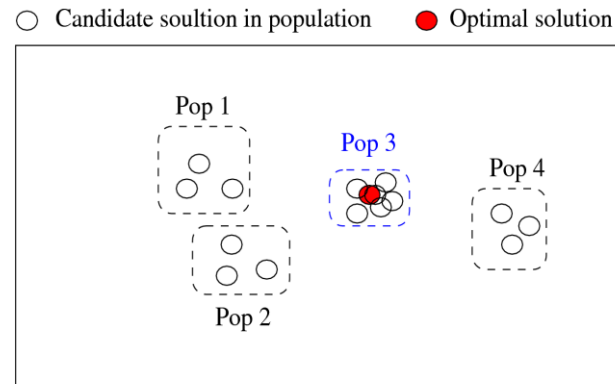 Candidate soultion in population Optimal solution
Pop 1
Pop 3
Pop 4
Pop 2